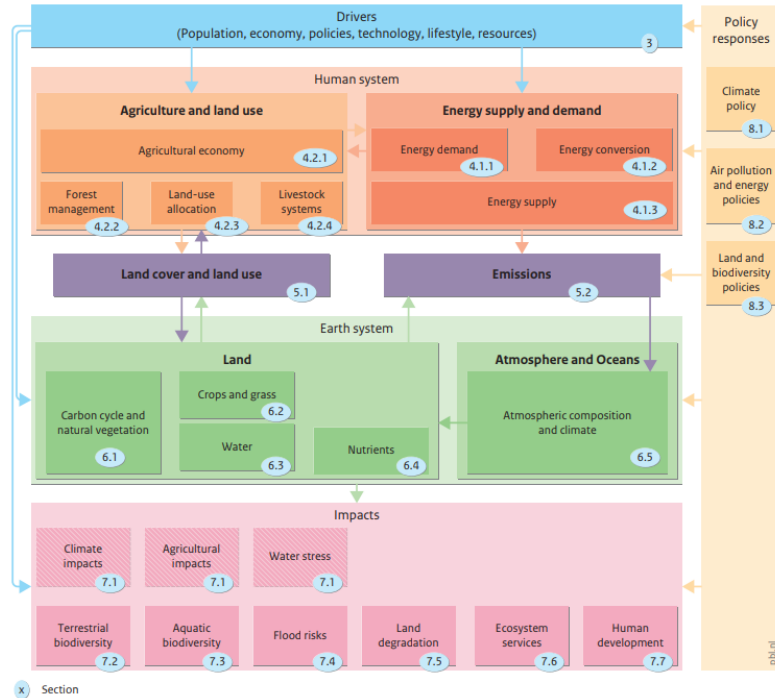 Drivers
(Population, economy, policies, technology, lifestyle, resources)
3
Policy
responses
Human system
Agriculture and land use
Agricultural economy
4.2.1
Forest
management
4.2.2
Land-use
allocation
4.2.3
Livestock
systems
4.2.4
Energy supply and demand
Energy demand
4.1.1
Energy conversion
4.1.2
Energy supply
4.1.3
Climate
policy
8.1
Air pollution
and energy
policies
8.2
Land and
biodiversity
policies
8.3
Land cover and land use
5.1
Emissions
5.2
Earth system
Land
Carbon cycle and
natural vegetation
6.1
Crops and grass
6.2
Water
6.3
Nutrients
6.4
Atmosphere and Oceans
Atmospheric composition
and climate
6.5
Impacts
Climate
impacts
7.1
Agricultural
impacts
7.1
Water stress
7.1
Terrestrial
biodiversity
7.2
Aquatic
biodiversity
7.3
Flood risks
7.4
Land
degradation
7.5
Ecosystem
services
7.6
Human
development
7.7
pbl.nl
x Section